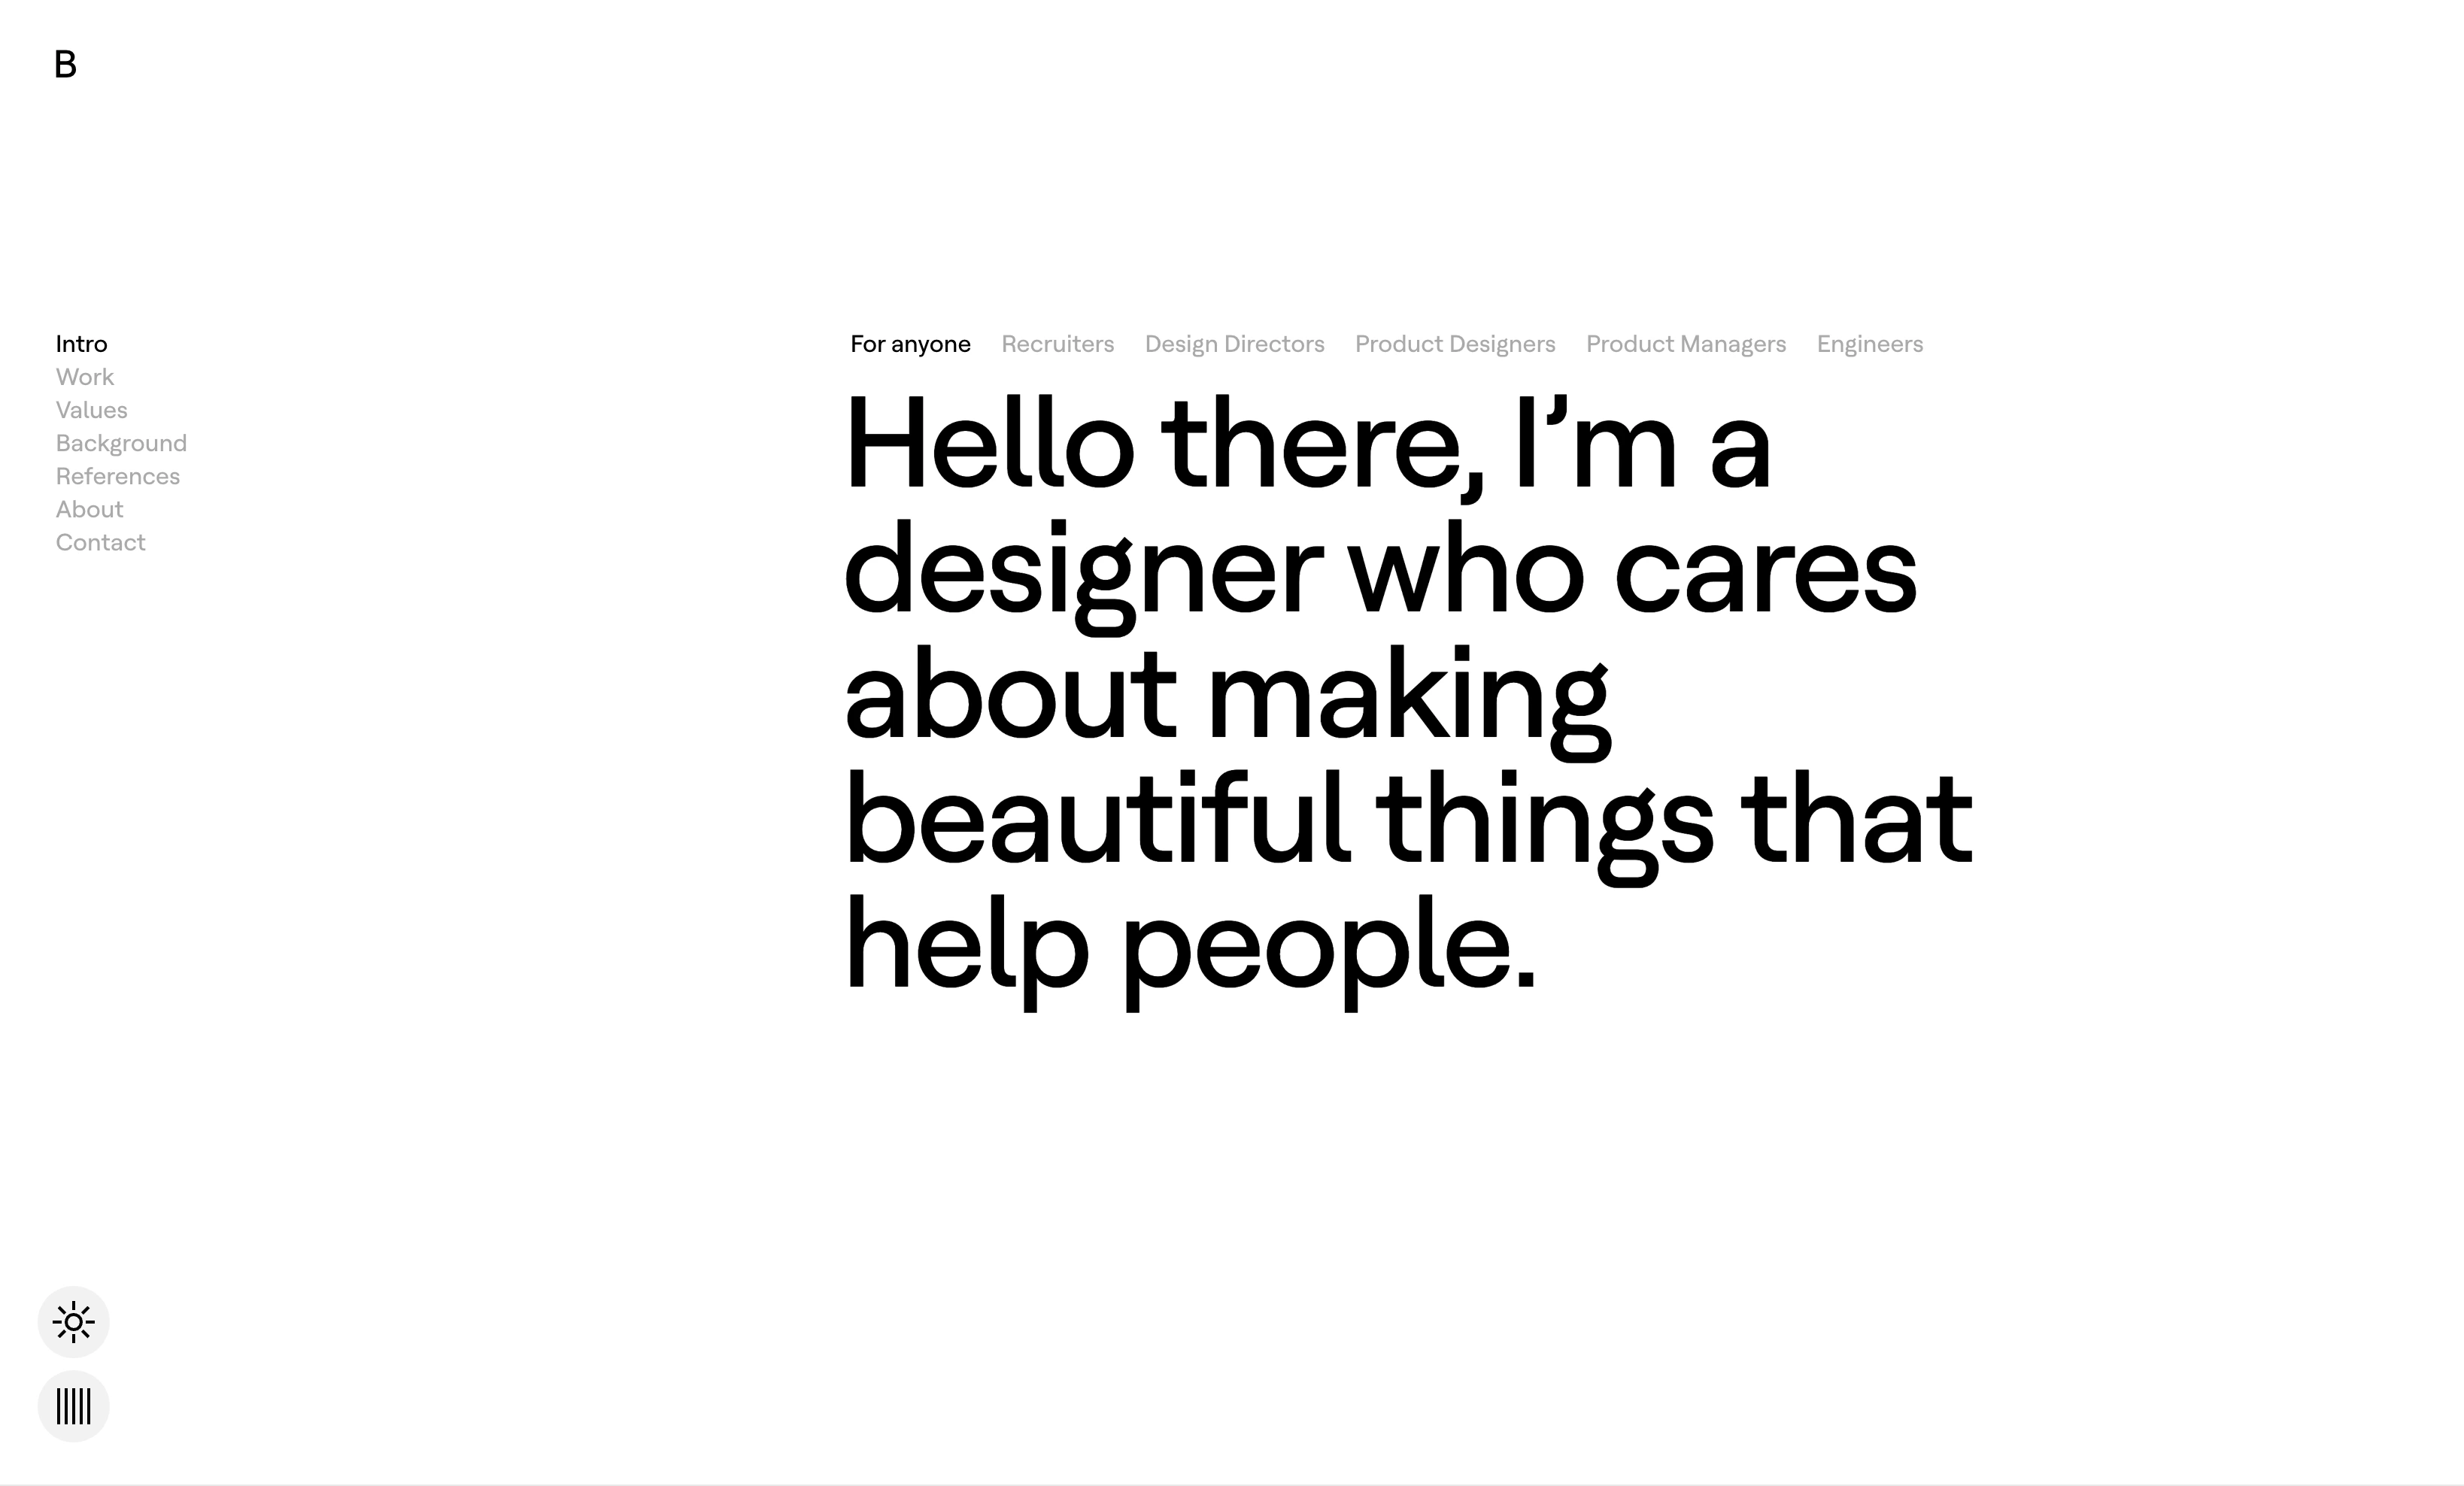 B
Intro
Work
Values
Background
References
About
Contact
For anyone Recruiters Design Directors Product Designers Product Managers Engineers
Hello there, I’m a
designer who cares
about making
beautiful things that
help people.